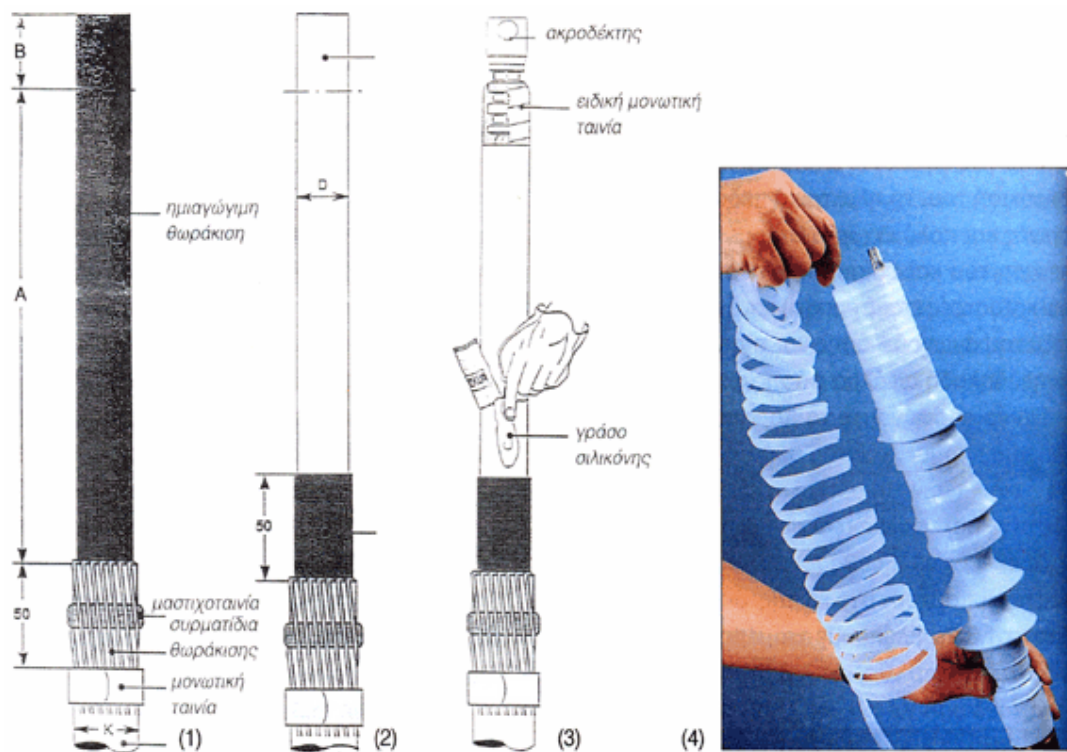 B
A
50
ημιαγώγιμη
θωράκιση
μαστιχοταινία
συρματίδια
θωράκισης
μονωτική
ταινία
K
(1)
D
50
(2)
ακροδέκτης
ειδική μονωτική
ταινία
γράσο
σιλικόνης
(3)
(4)